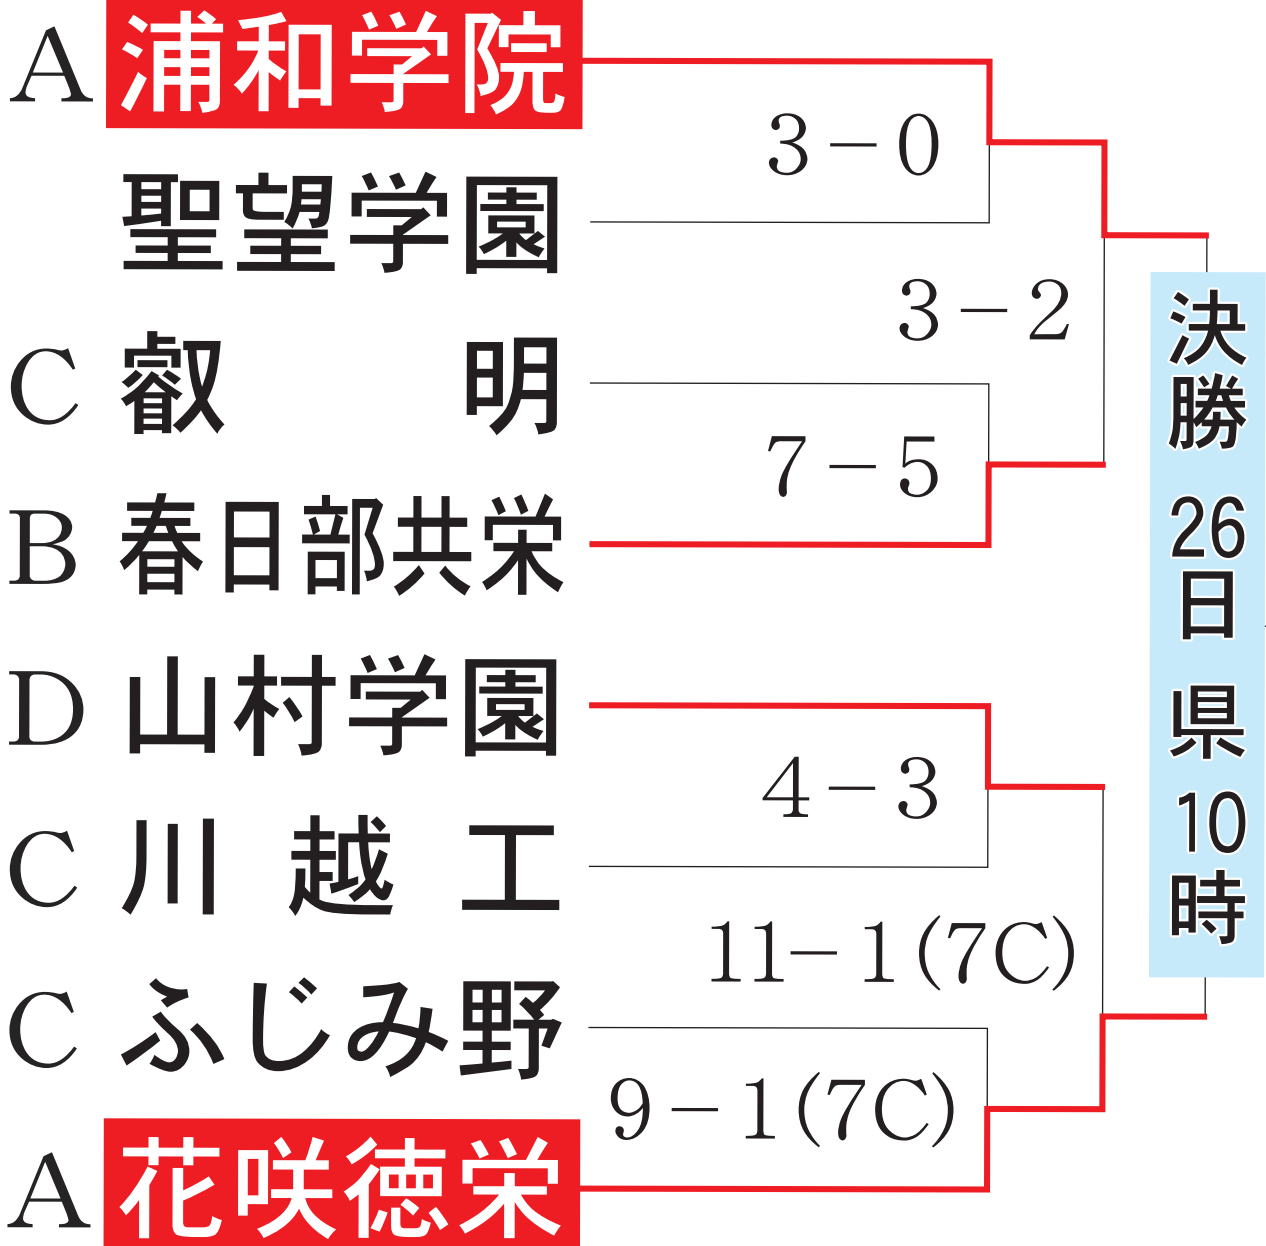 A 浦和学院
聖望学園
C 叡明
B 春日部共栄
D 山村学園
C 川越工
C ふじみ野
A 花咲徳栄
3－0
3－2
7－5
4－3
11－1(7C)
9－1(7C)
決勝 26日 県 10時